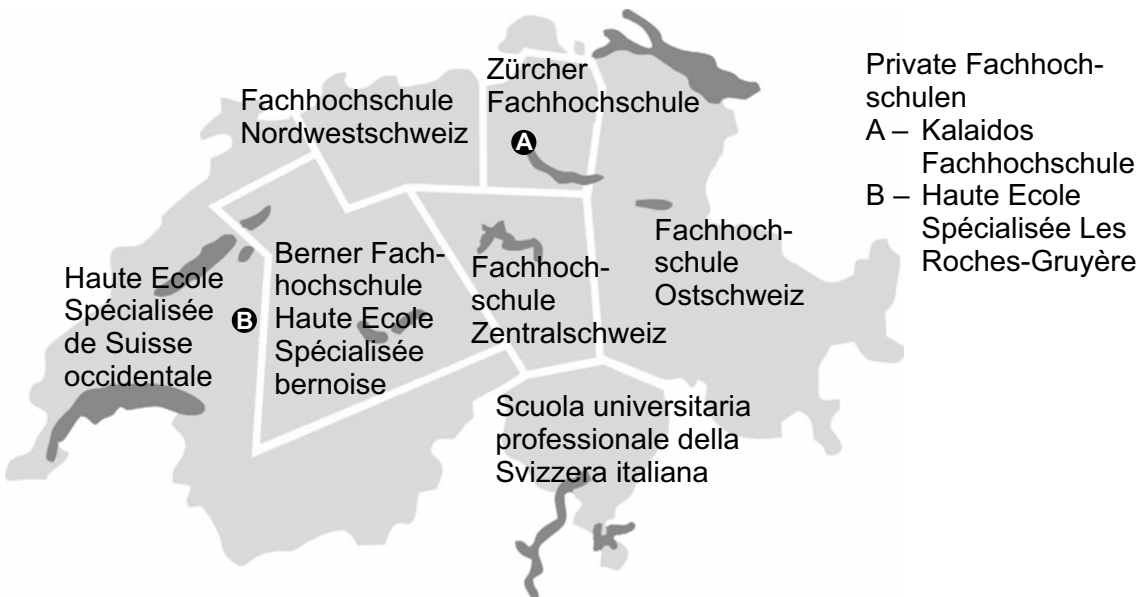 Zürcher
Fachhochschule
Fachhochschule
Nordwestschweiz
A
Haute Ecole
Spécialisée
de Suisse
occidentale
B
Berner Fach-
hochschule
Haute Ecole
Spécialisée
bernoise
Fachhoch-
schule
Zentralschweiz
Fachhoch-
schule
Ostschweiz
Scuola universitaria
professionale della
Svizzera italiana
Private Fachhoch-
schulen
A – Kalaidos
Fachhochschule
B – Haute Ecole
Spécialisée Les
Roches-Gruyère